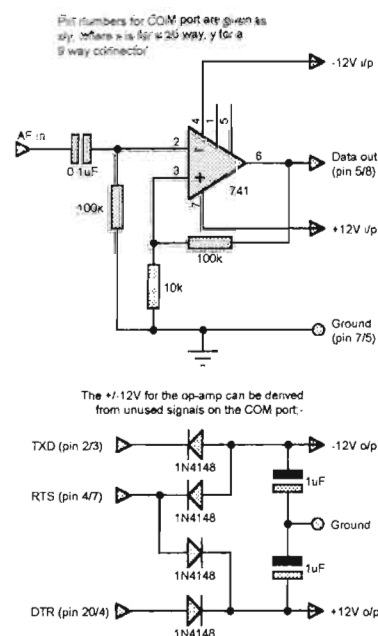 Pin numbers for COM port are given as
x/y, where x is for a 25 way, y for a
9 way connector
-12V i/p
4
1
5
AF in
2
6
Data out
(pin 5/8)
0.1uF
3
741
7
100k
+12V i/p
100k
10k
Ground
(pin 7/5)
The +/-12V for the op-amp can be derived
from unused signals on the COM port:-
TXD (pin 2/3)
-12V o/p
1N4148
1uF
RTS (pin 4/7)
1N4148
Ground
1N4148
1uF
DTR (pin 20/4)
+12V o/p
1N4148